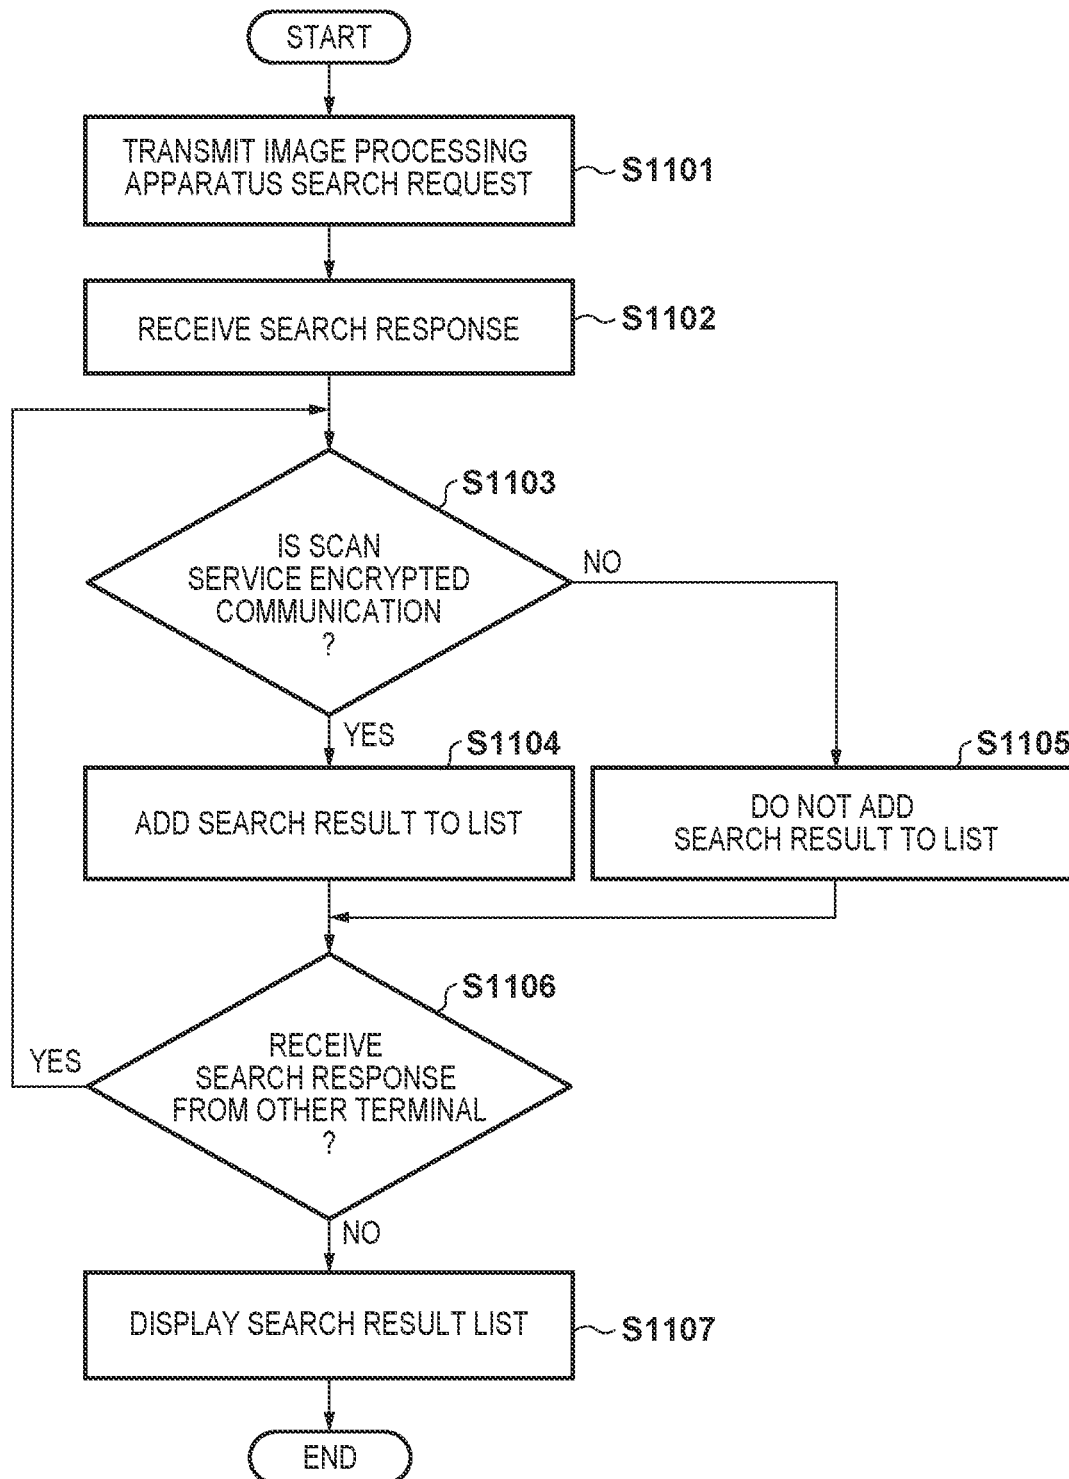 START
TRANSMIT IMAGE PROCESSING
APPARATUS SEARCH REQUEST
S1101
RECEIVE SEARCH RESPONSE
S1102
S1103
IS SCAN
SERVICE ENCRYPTED
COMMUNICATION
?
NO
YES
S1104
ADD SEARCH RESULT TO LIST
S1105
DO NOT ADD
SEARCH RESULT TO LIST
S1106
RECEIVE
SEARCH RESPONSE
FROM OTHER TERMINAL
?
YES
NO
DISPLAY SEARCH RESULT LIST
S1107
END